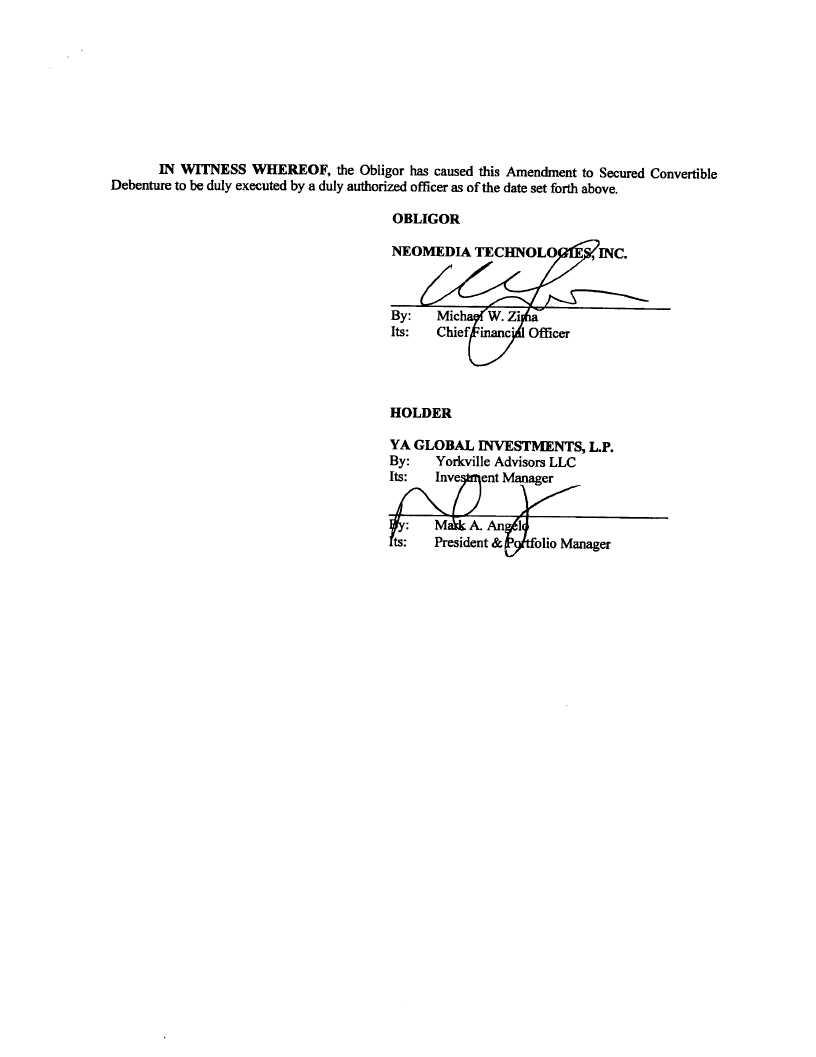 IN WITNESS WHEREOF, the Obligor has caused this Amendment to Secured Convertible
Debenture to be duly executed by a duly authorized officer as of the date set forth above.
OBLIGOR
NEOMEDIA TECHNOLOGIES, INC.
By: Michael W. Zima
Its: Chief Financial Officer
HOLDER
YA GLOBAL INVESTMENTS, L.P.
By: Yorkville Advisors LLC
Its: Investment Manager
By: Mark A. Angelo
Its: President & Portfolio Manager